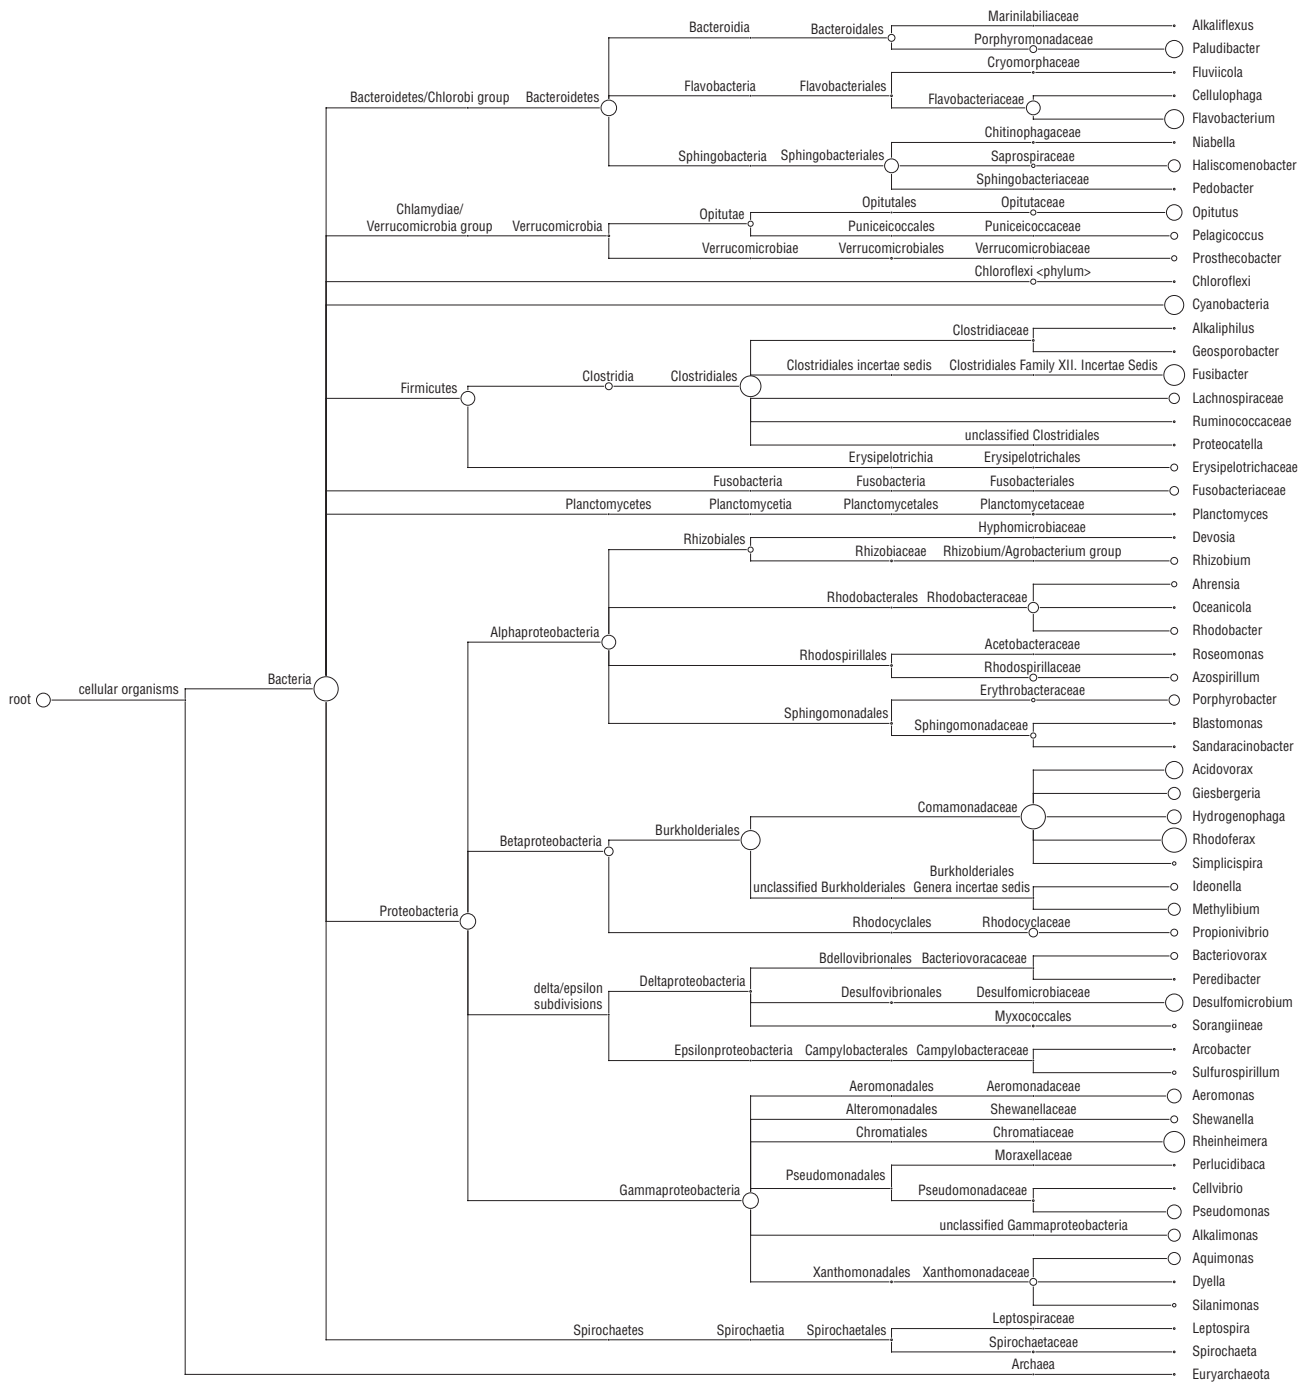 Marinilabiliaceae
Alkaliflexus
Bacteroidia Bacteroidales
Porphyromonadaceae
Paludibacter
Cryomorphaceae
Fluviicola
Flavobacteria Flavobacteriales
Cellulophaga
Bacteroidetes/Chlorobi group Bacteroidetes
Flavobacteriaceae
Flavobacterium
Chitinophagaceae
Niabella
Sphingobacteria Sphingobacteriales
Saprospiraceae
Haliscomenobacter
Sphingobacteriaceae
Pedobacter
Chlamydiae/
Verrucomicrobia group
Verrucomicrobia
Opitutae
Opitutales Opitutaceae
Opitutus
Puniceicoccales Puniceicoccaceae
Pelagicoccus
Verrucomicrobiae Verrucomicrobiales Verrucomicrobiaceae
Prosthecobacter
Chloroflexi <phylum>
Chloroflexi
Cyanobacteria
Clostridiaceae
Alkaliphilus
Geosporobacter
Firmicutes
Clostridia Clostridiales
Clostridiales incertae sedis Clostridiales Family XII. Incertae Sedis
Fusibacter
Lachnospiraceae
Ruminococcaceae
unclassified Clostridiales
Proteocatella
Erysipelotrichia Erysipelotrichales
Erysipelotrichaceae
Fusobacteria Fusobacteria Fusobacteriales
Fusobacteriaceae
Planctomycetes Planctomycetia Planctomycetales Planctomycetaceae
Planctomyces
Rhizobiales
Hyphomicrobiaceae
Devosia
Rhizobiaceae Rhizobium/Agrobacterium group
Rhizobium
Ahrensia
Rhodobacterales Rhodobacteraceae
Oceanicola
Rhodobacter
Alphaproteobacteria
Rhodospirillales
Acetobacteraceae
Roseomonas
Rhodospirillaceae
Azospirillum
root
cellular organisms
Bacteria
Sphingomonadales
Erythrobacteraceae
Porphyrobacter
Sphingomonadaceae
Blastomonas
Sandaracinobacter
Acidovorax
Giesbergeria
Comamonadaceae
Hydrogenophaga
Betaproteobacteria
Burkholderiales
Rhodoferax
Simplicispira
unclassified Burkholderiales
Burkholderiales
Genera incertae sedis
Ideonella
Methylibium
Proteobacteria
Rhodocyclales Rhodocyclaceae
Propionivibrio
Bdellovibrionales Bacteriovoracaceae
Bacteriovorax
Peredibacter
delta/epsilon
subdivisions
Deltaproteobacteria
Desulfovibrionales Desulfomicrobiaceae
Desulfomicrobium
Myxococcales
Sorangiineae
Epsilonproteobacteria Campylobacterales Campylobacteraceae
Arcobacter
Sulfurospirillum
Aeromonadales Aeromonadaceae
Aeromonas
Alteromonadales Shewanellaceae
Shewanella
Chromatiales Chromatiaceae
Rheinheimera
Gammaproteobacteria
Pseudomonadales
Moraxellaceae
Perlucidibaca
Pseudomonadaceae
Cellvibrio
Pseudomonas
unclassified Gammaproteobacteria
Alkalimonas
Xanthomonadales Xanthomonadaceae
Aquimonas
Dyella
Silanimonas
Spirochaetes Spirochaetia Spirochaetales
Leptospiraceae
Leptospira
Spirochaetaceae
Spirochaeta
Archaea
Euryarchaeota